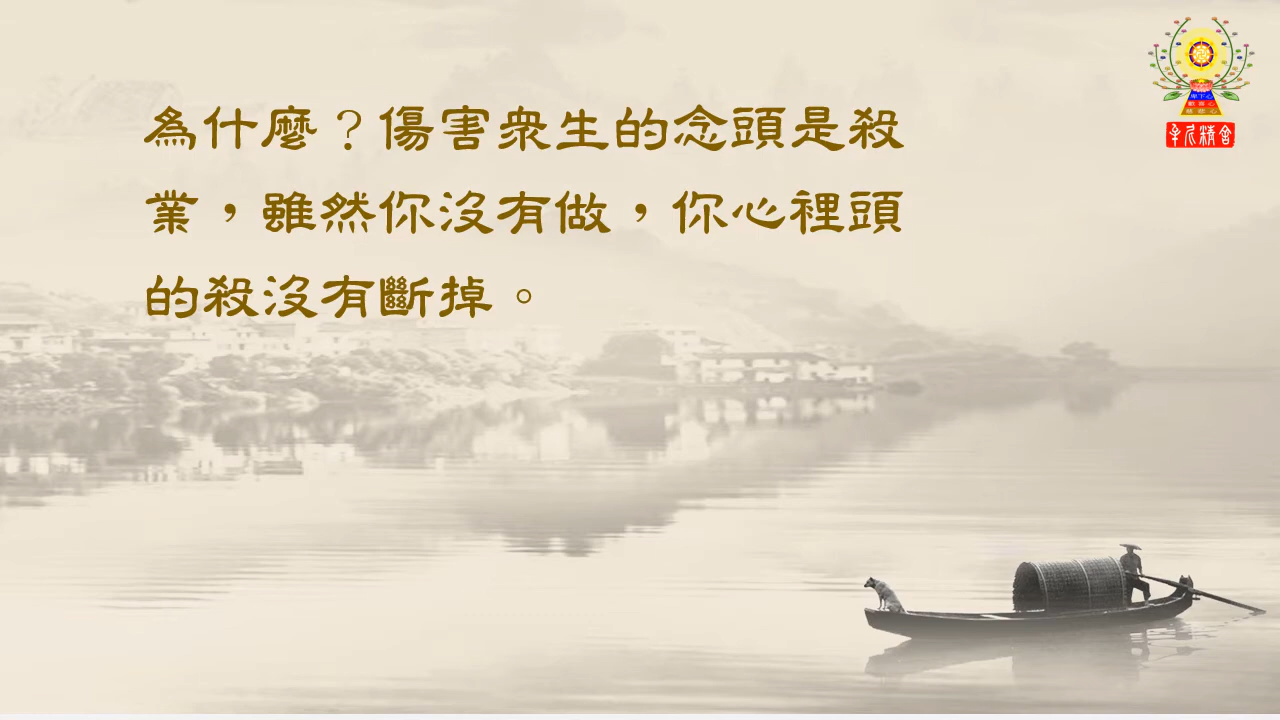 為什麼？傷害眾生的念頭是殺
業，雖然你沒有做，你心裡頭
的殺沒有斷掉。